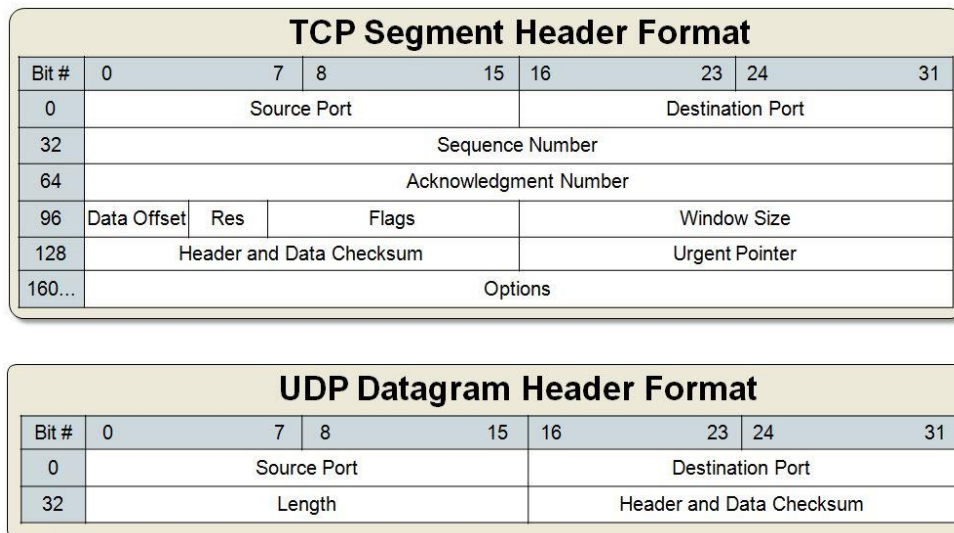 TCP Segment Header Format
Bit # 0 7 8 15 16 23 24 31
0 Source Port Destination Port
32 Sequence Number
64 Acknowledgment Number
96 Data Offset Res Flags Window Size
128 Header and Data Checksum Urgent Pointer
160... Options
UDP Datagram Header Format
Bit # 0 7 8 15 16 23 24 31
0 Source Port Destination Port
32 Length Header and Data Checksum